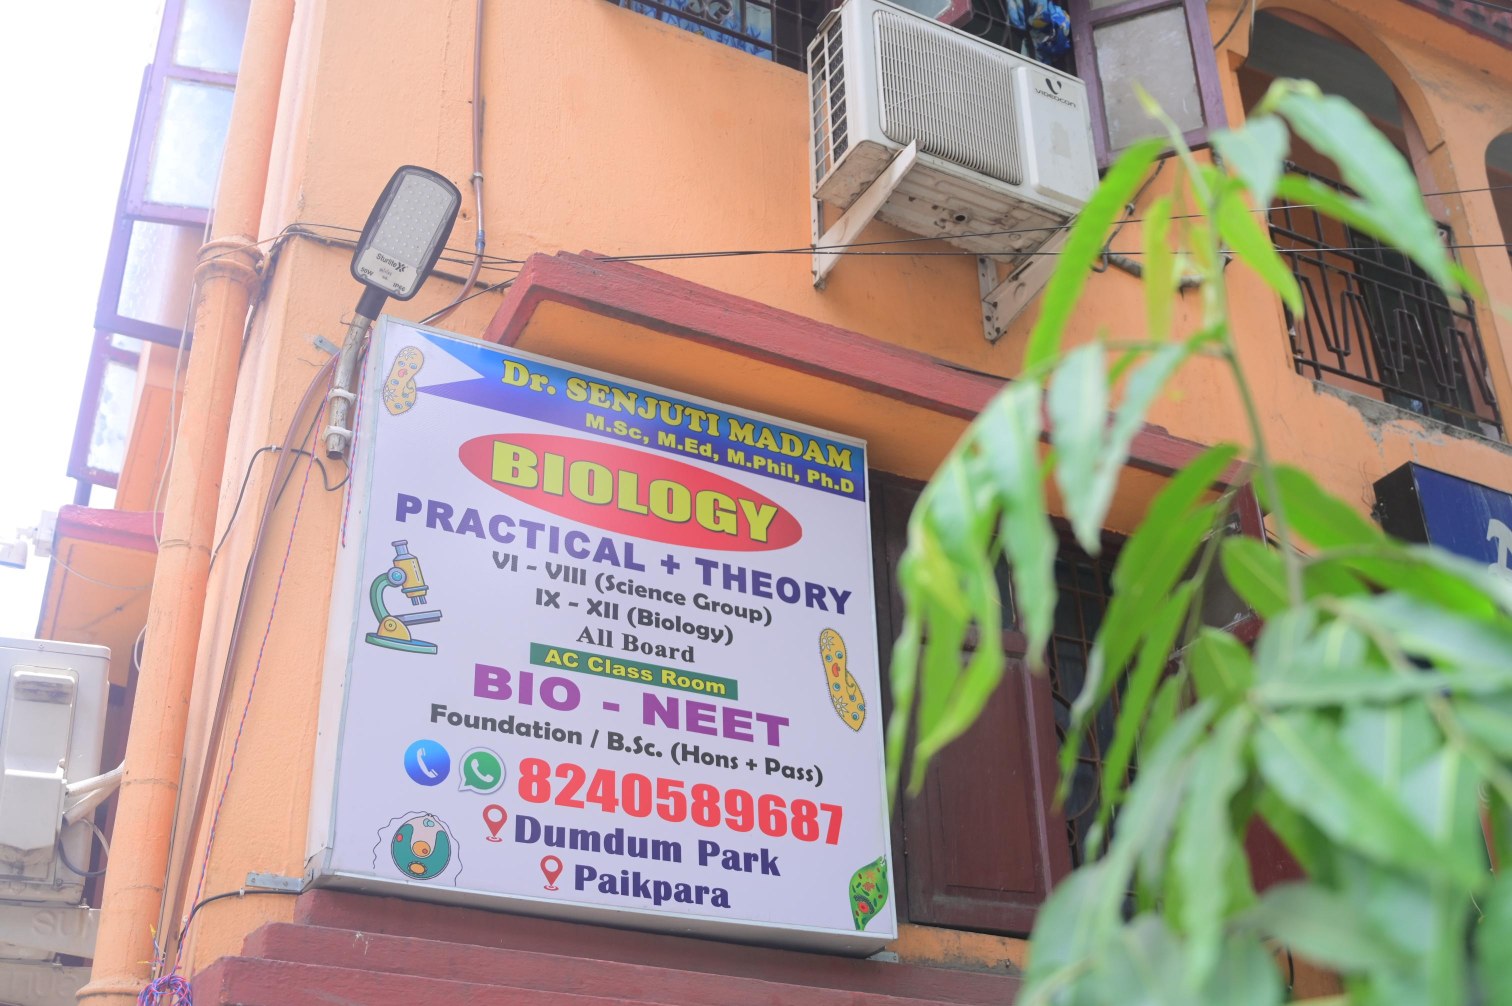 VIDEOCON
Dr. SENJUTI MADAM
M.Sc, M.Ed, M.Phil, Ph.D
BIOLOGY
PRACTICAL + THEORY
VI - VIII (Science Group)
IX - XII (Biology)
All Board
AC Class Room
BIO - NEET
Foundation / B.Sc. (Hons + Pass)
8240589687
Dumdum Park
Paikpara